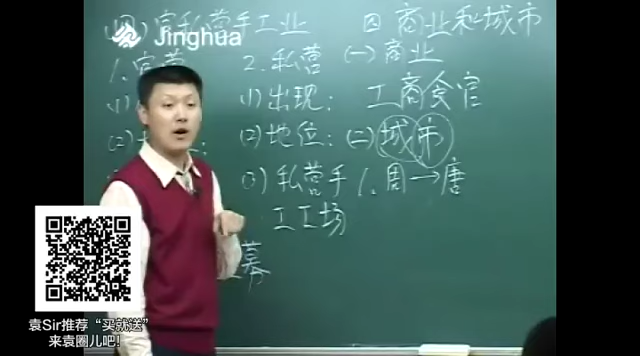 Jinghua
(四)官私营手工业
四 商业和城市
1.官营
2.私营
(一)商业
(1)
(1)出现:
工商食官
(2)
(2)地位:
(二)城市
(3)私营手
1.周→唐
工工场
募
袁Sir推荐“买就送”
来袁圈儿吧!